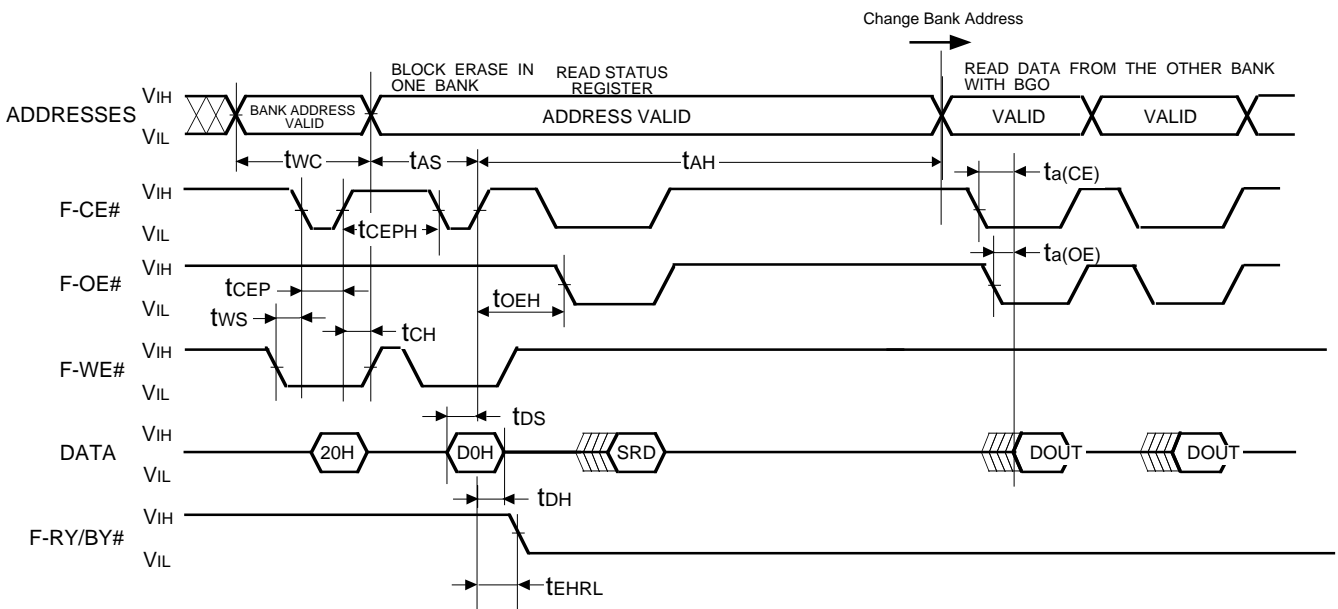 Change Bank Address
BLOCK ERASE IN ONE BANK
READ STATUS REGISTER
READ DATA FROM THE OTHER BANK WITH BGO
ADDRESSES
VIH
VIL
BANK ADDRESS VALID
ADDRESS VALID
VALID
VALID
tWC
tAS
tAH
ta(CE)
F-CE#
VIH
VIL
tCEPH
ta(OE)
F-OE#
VIH
VIL
tCEP
tOEH
tWS
tCH
F-WE#
VIH
VIL
tDS
DATA
VIH
VIL
20H
D0H
SRD
DOUT
DOUT
tDH
F-RY/BY#
VIH
VIL
tEHRL